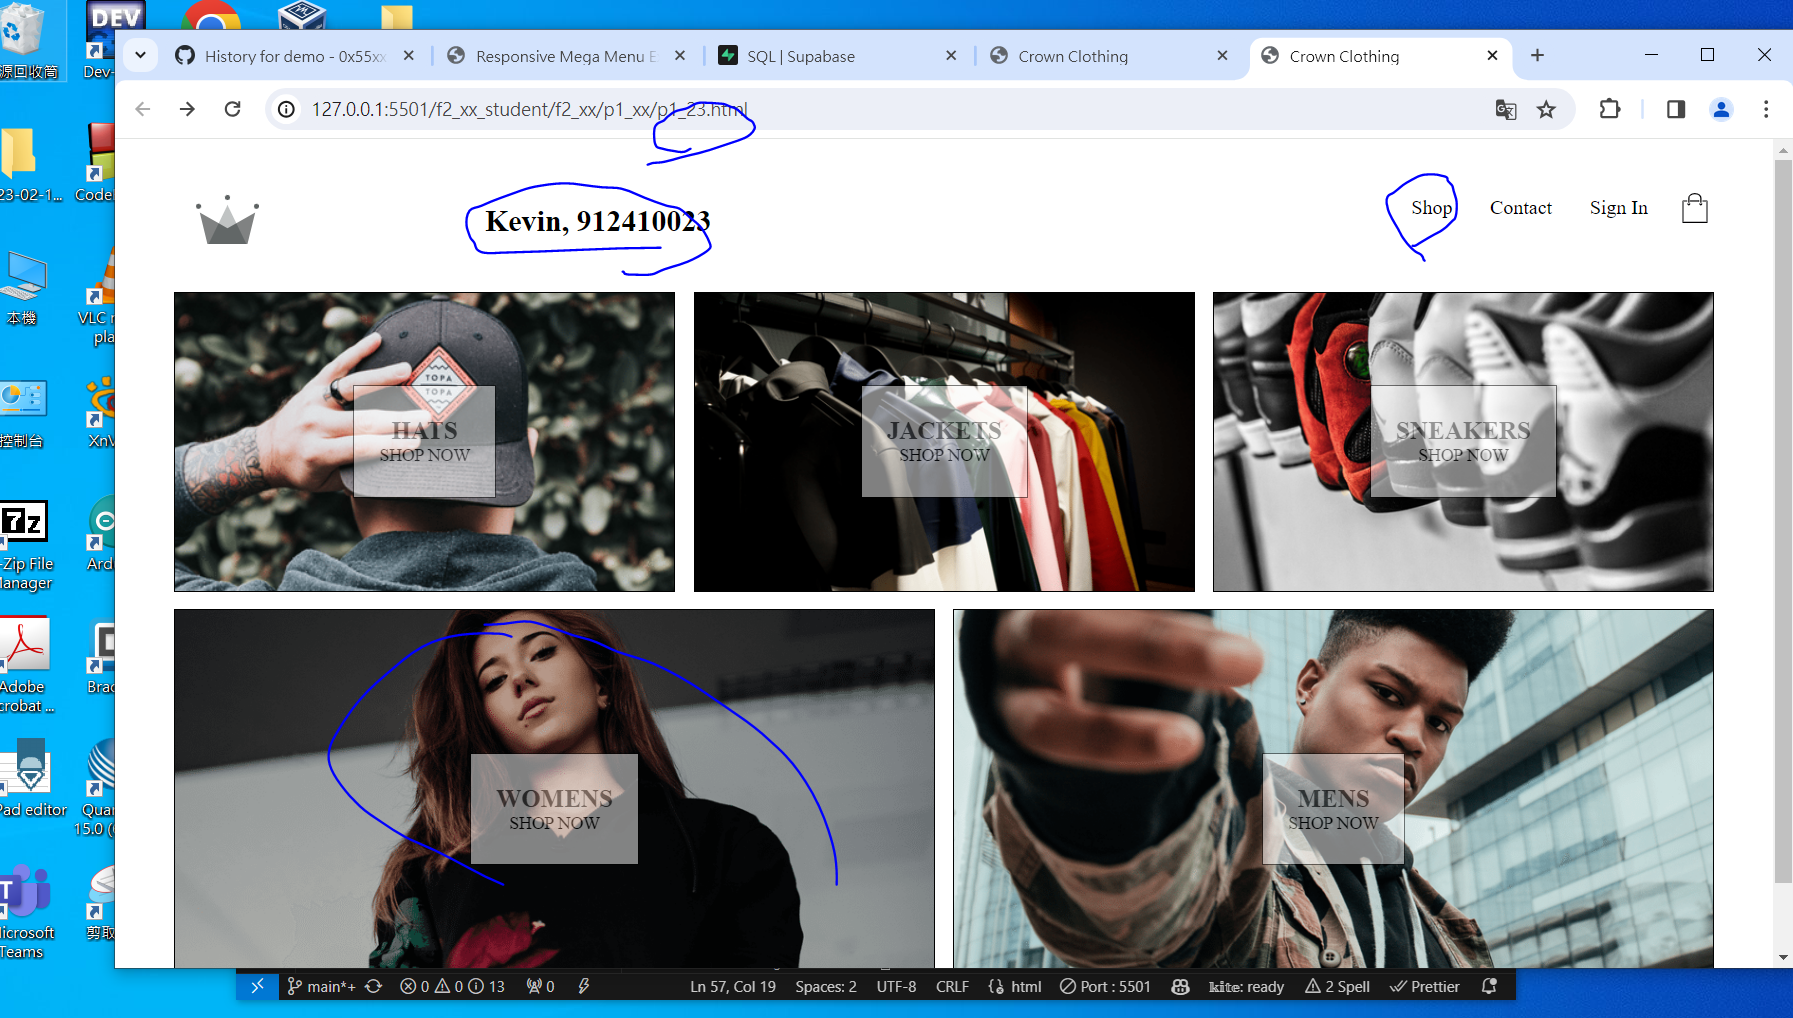 源回收筒
DEV
Dev-
23-02-1...
Code
本機
VLC
pla
控制台
XnV
7z
-Zip File
Manager
Ard
Adobe
crobat ...
Brac
Pad editor
Quar
15.0 (
Microsoft
Teams
剪取
History for demo - 0x55xx
Responsive Mega Menu E
SQL | Supabase
Crown Clothing
Crown Clothing
127.0.0.1:5501/f2_xx_student/f2_xx/p1_xx/p1_23.html
Kevin, 912410023
Shop
Contact
Sign In
TOPA
TOPA
HATS
SHOP NOW
JACKETS
SHOP NOW
SNEAKERS
SHOP NOW
WOMENS
SHOP NOW
MENS
SHOP NOW
main*+ 0 0 13 0 Ln 57, Col 19 Spaces: 2 UTF-8 CRLF html Port : 5501 kite: ready 2 Spell Prettier